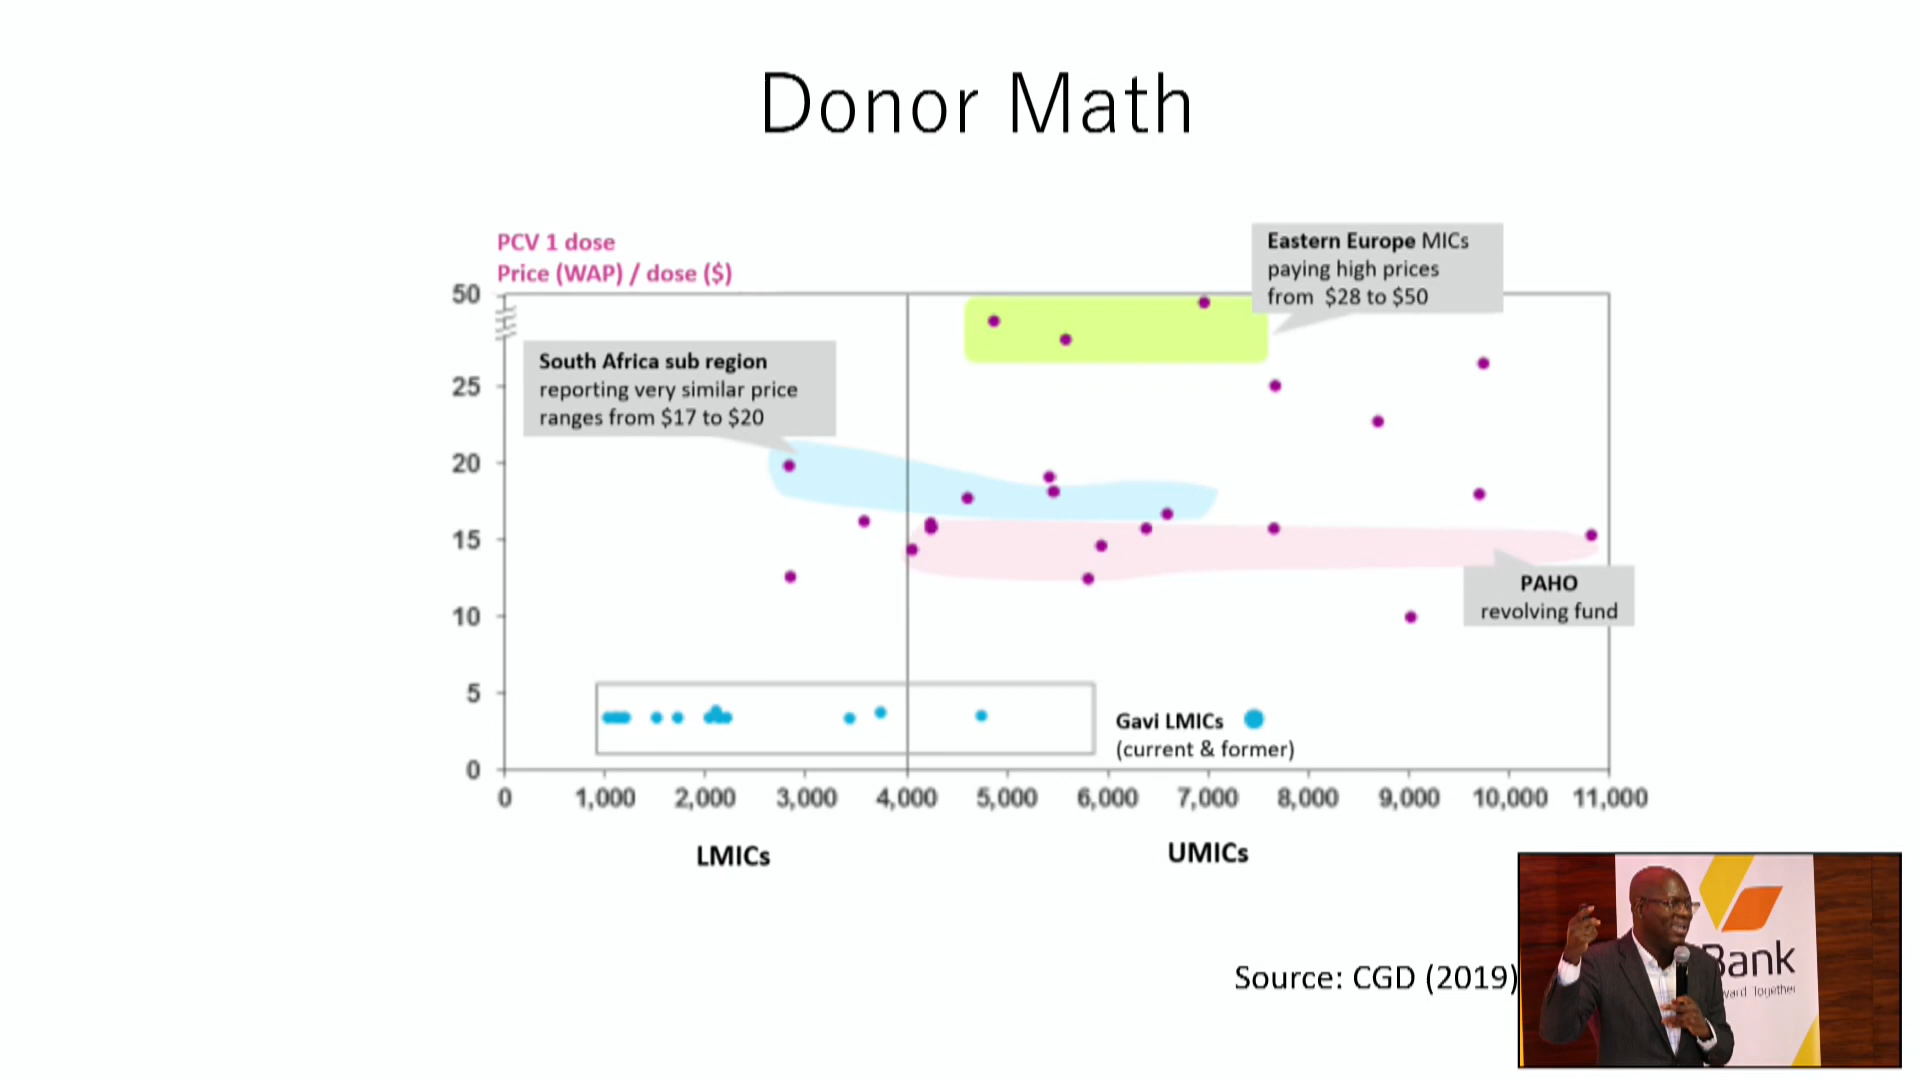 Donor Math
PCV 1 dose
Price (WAP) / dose ($)
Eastern Europe MICs
paying high prices
from $28 to $50
South Africa sub region
reporting very similar price
ranges from $17 to $20
50
25
20
15
10
5
0
PAHO
revolving fund
Gavi LMICs
(current & former)
0 1,000 2,000 3,000 4,000 5,000 6,000 7,000 8,000 9,000 10,000 11,000
LMICs
UMICs
Source: CGD (2019)
Bank
Together